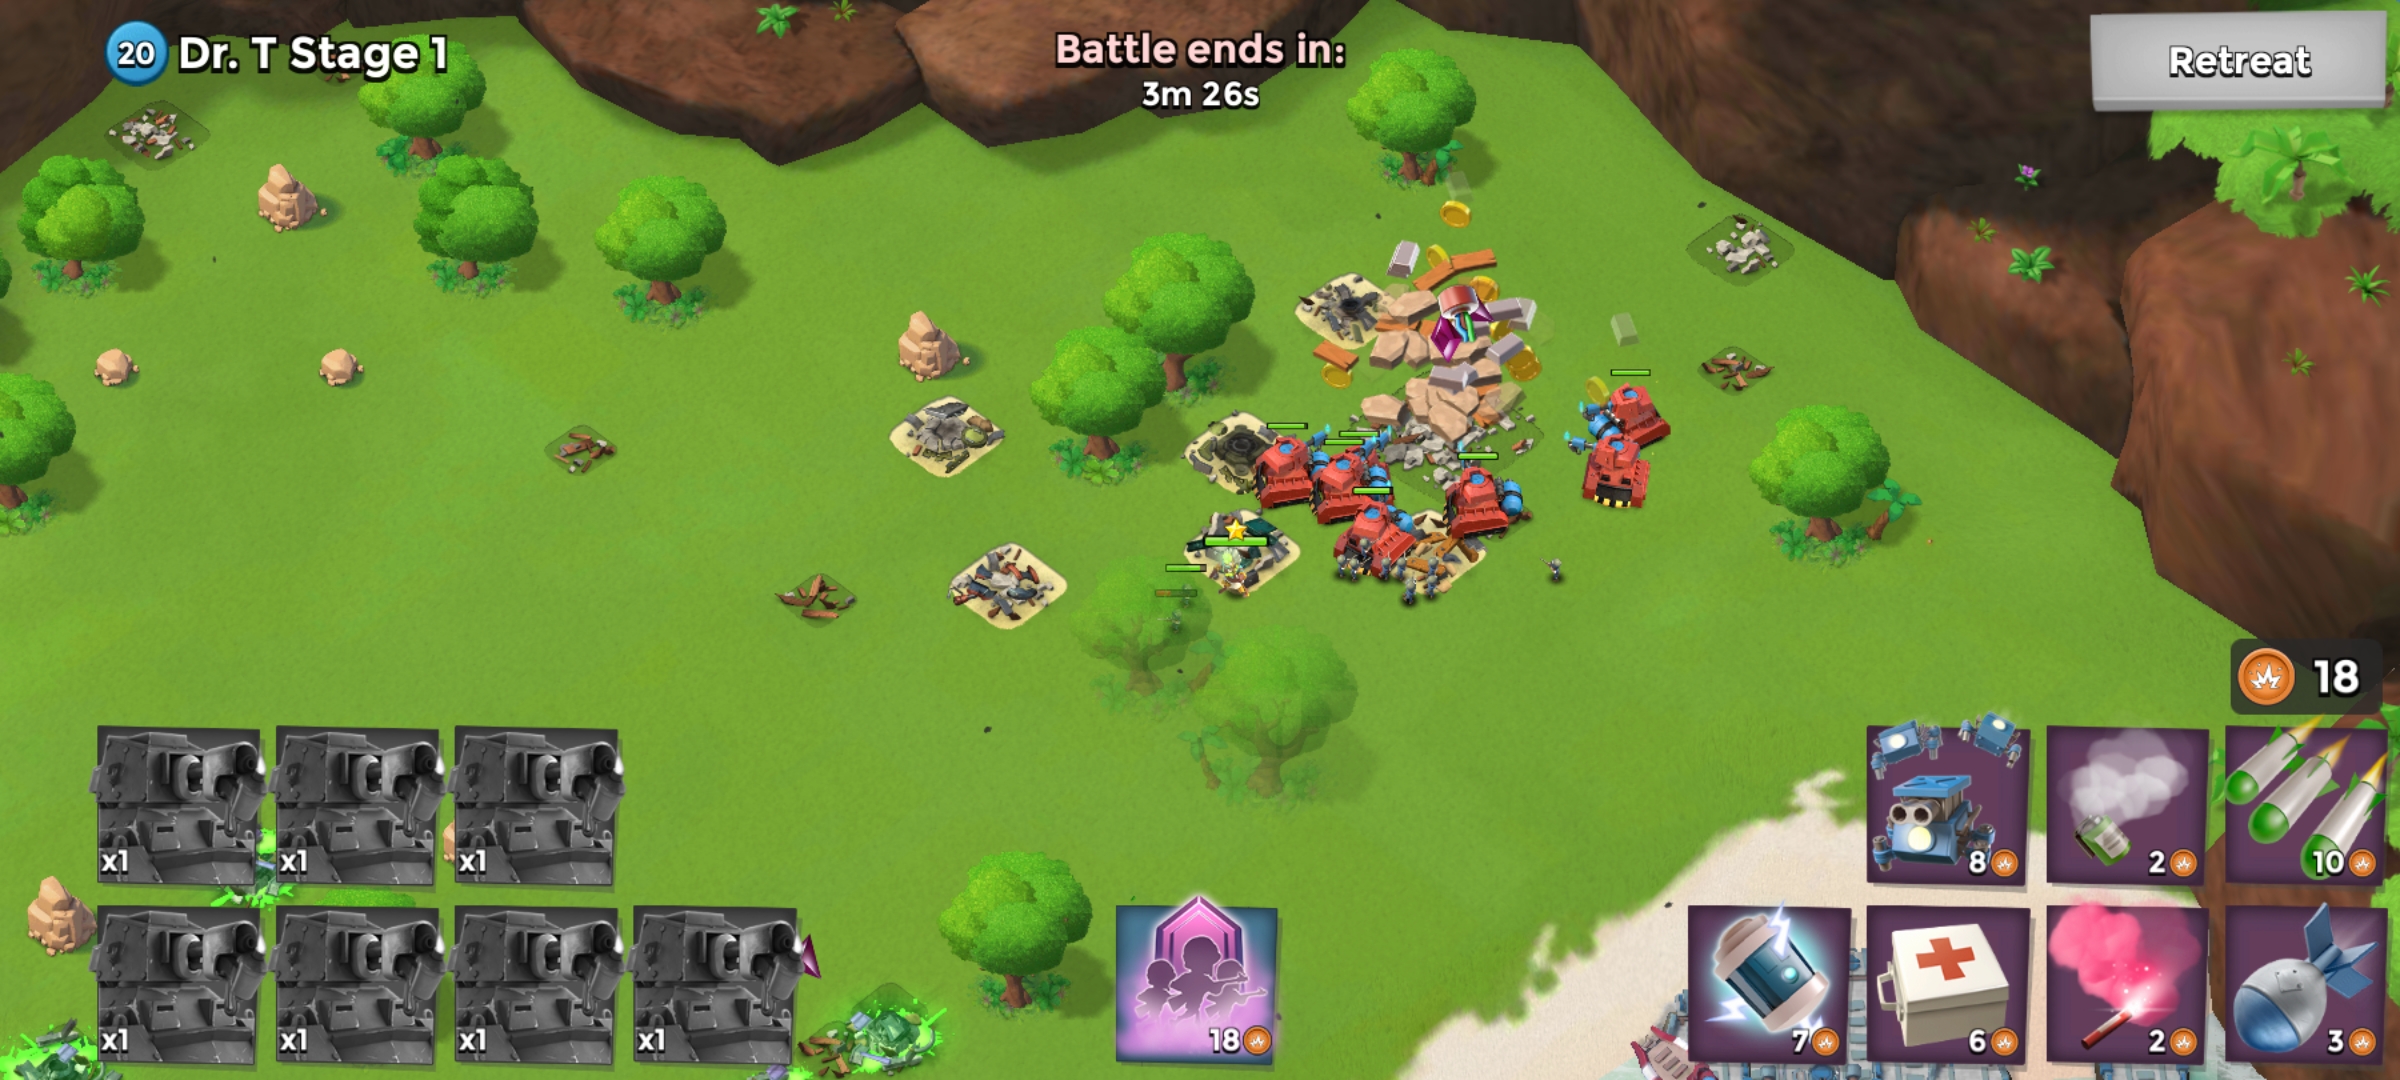 20 Dr. T Stage 1
Battle ends in:
3m 26s
Retreat
18
x1 x1 x1
8 2 10
x1 x1 x1 x1
18
7 6 2 3